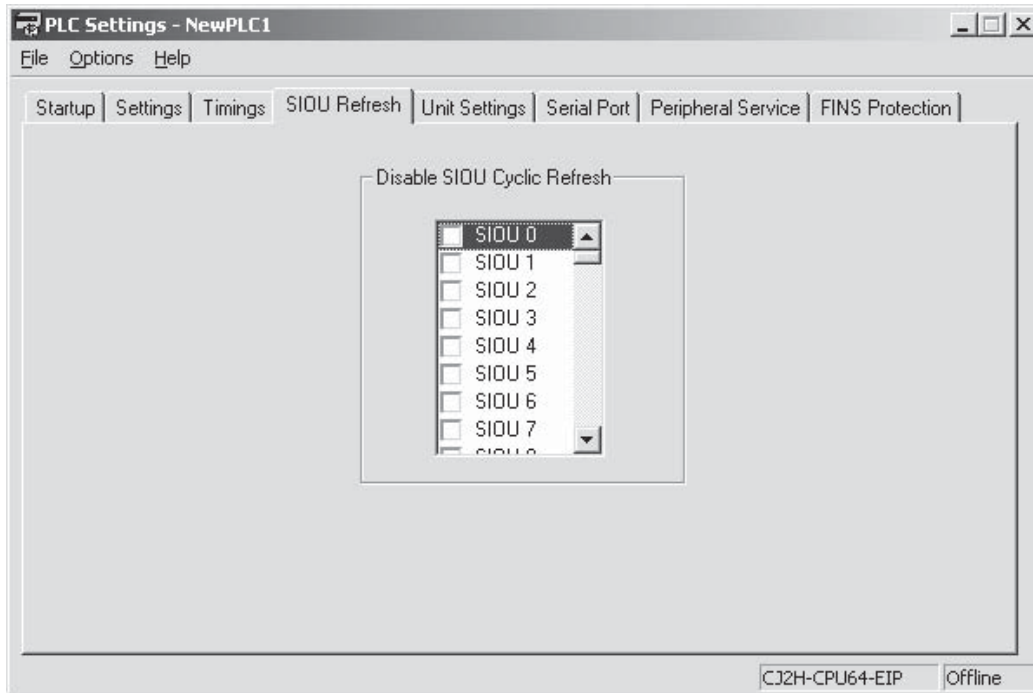 PLC Settings - NewPLC1
File Options Help
Startup Settings Timings SIOU Refresh Unit Settings Serial Port Peripheral Service FINS Protection
Disable SIOU Cyclic Refresh
SIOU 0
SIOU 1
SIOU 2
SIOU 3
SIOU 4
SIOU 5
SIOU 6
SIOU 7
CJ2H-CPU64-EIP Offline